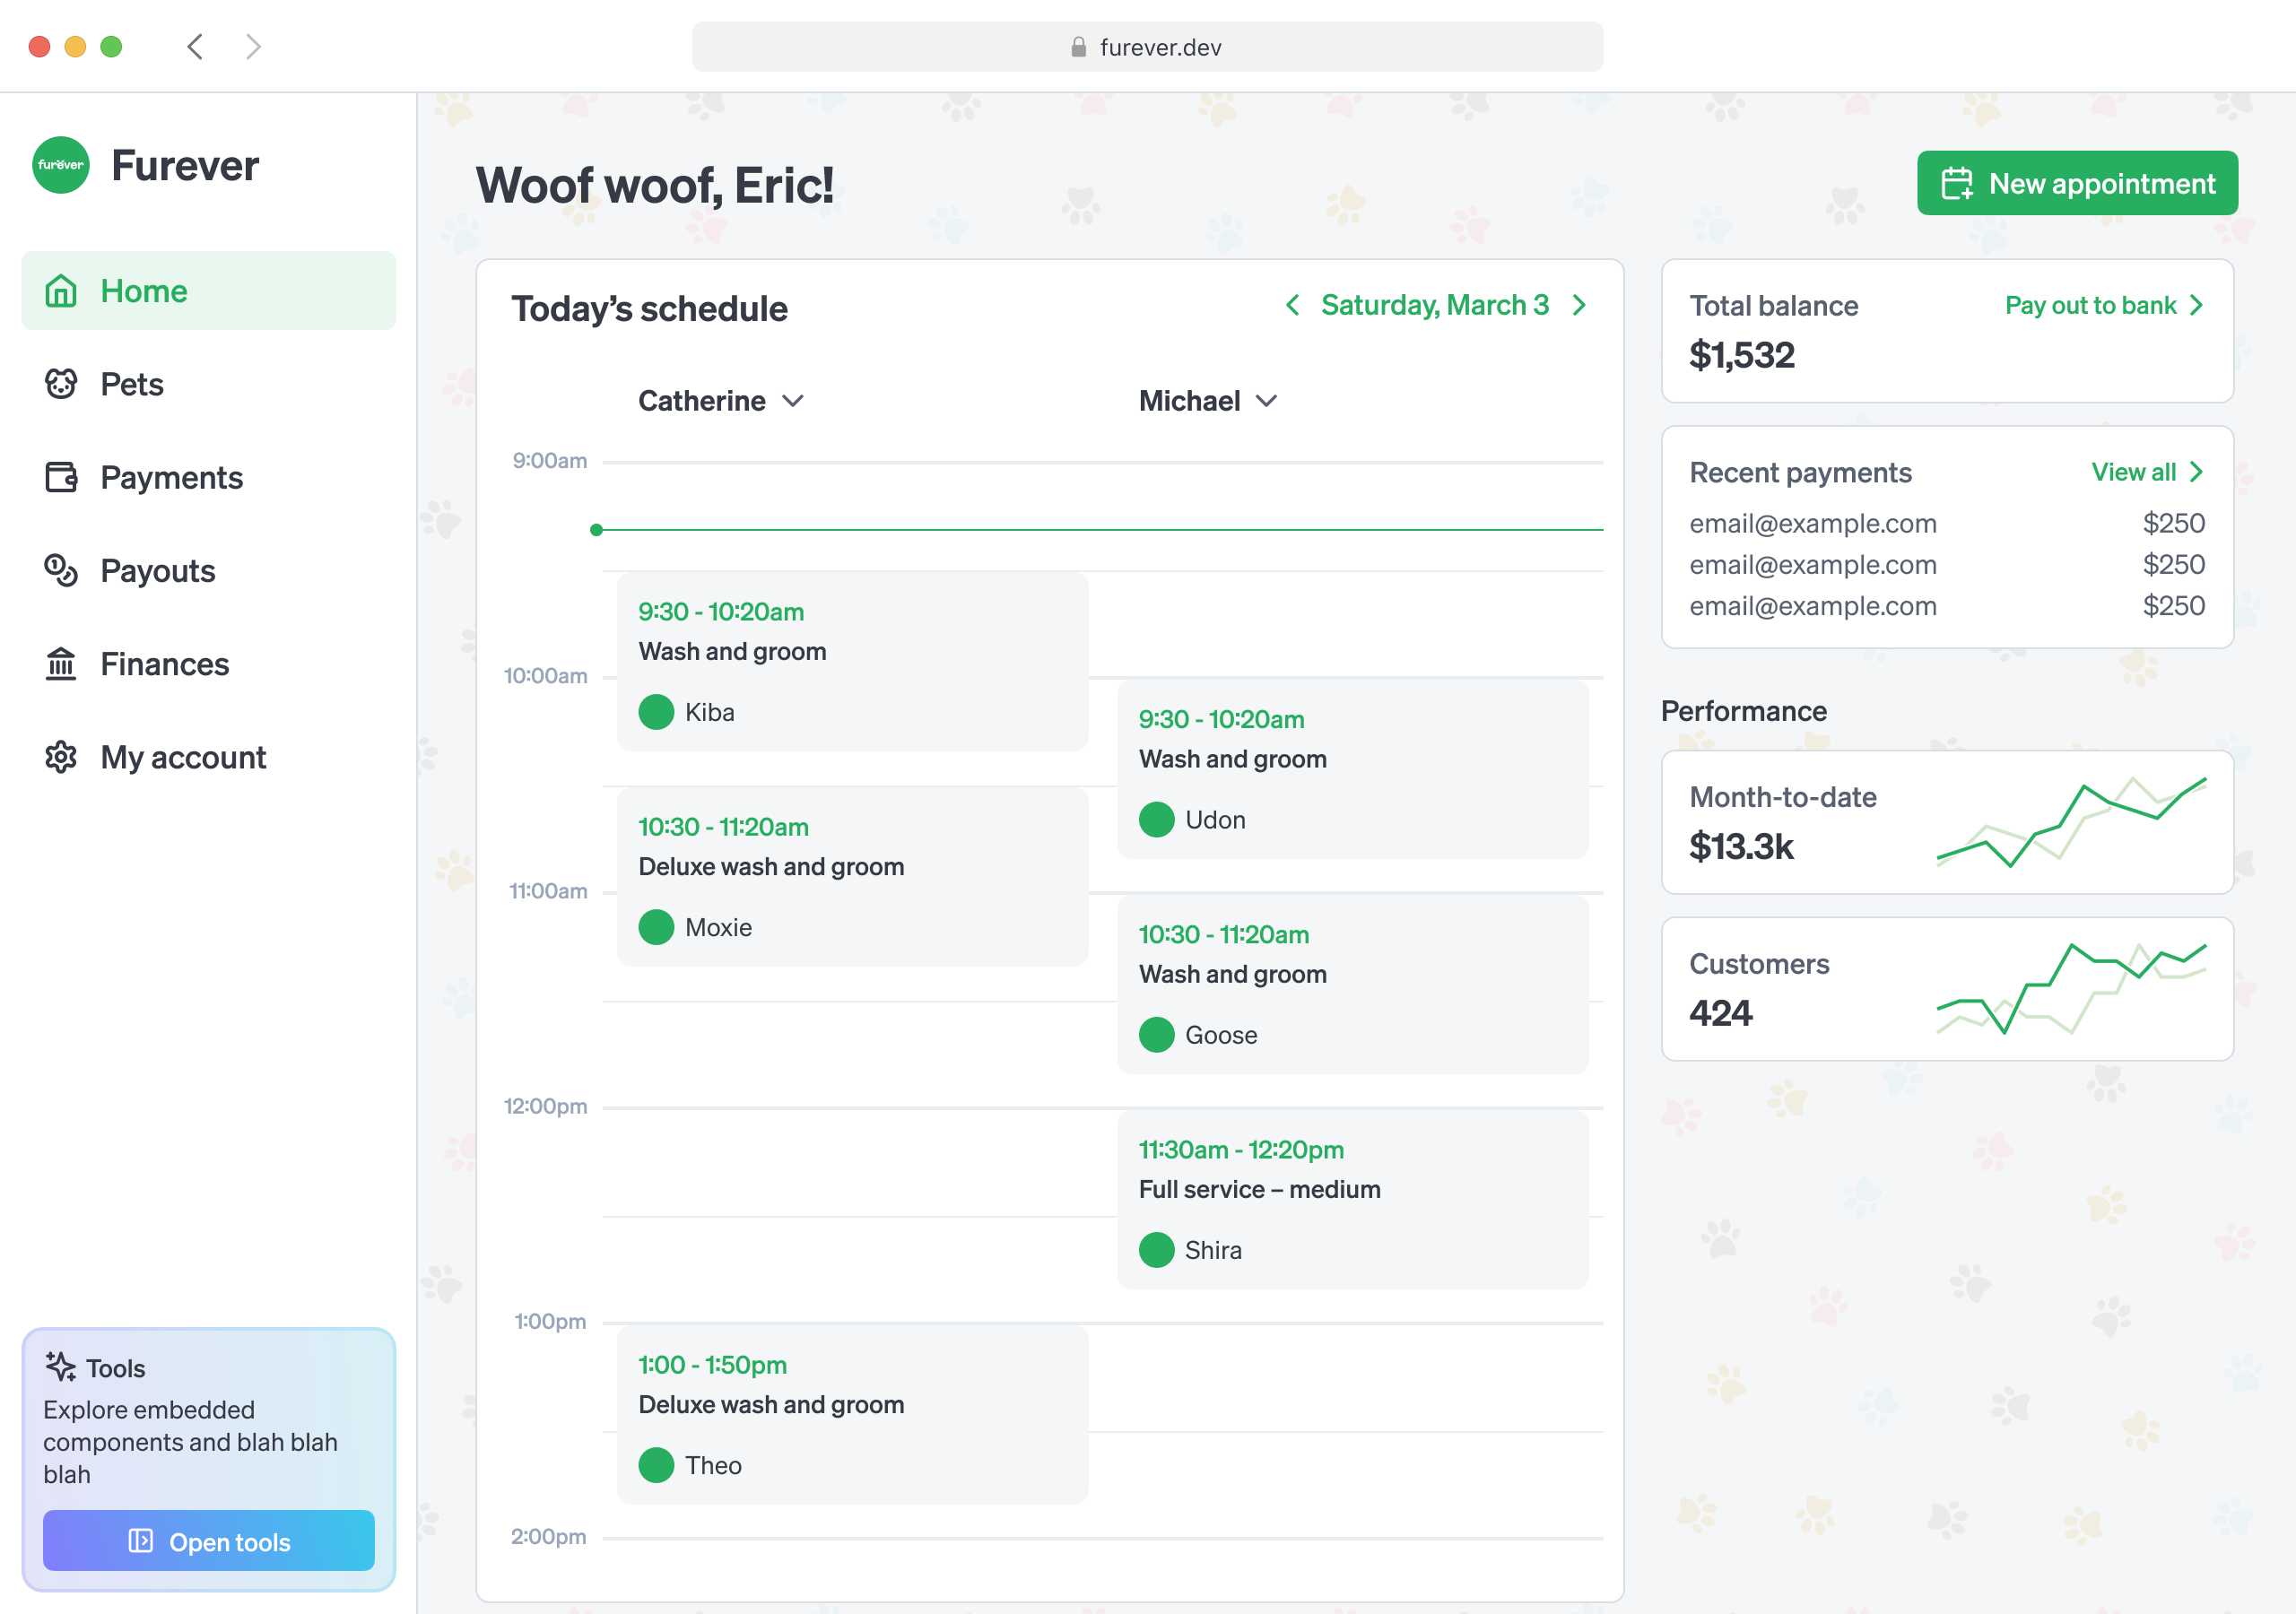 furever.dev
furever
Furever
Home
Pets
Payments
Payouts
Finances
My account
Tools
Explore embedded
components and blah blah
blah
Open tools
Woof woof, Eric!
New appointment
Today’s schedule
Saturday, March 3
Catherine
Michael
9:00am
9:30 - 10:20am
Wash and groom
Kiba
10:00am
9:30 - 10:20am
Wash and groom
Udon
10:30 - 11:20am
Deluxe wash and groom
Moxie
11:00am
10:30 - 11:20am
Wash and groom
Goose
12:00pm
11:30am - 12:20pm
Full service – medium
Shira
1:00pm
1:00 - 1:50pm
Deluxe wash and groom
Theo
2:00pm
Total balance
Pay out to bank
$1,532
Recent payments
View all
email@example.com $250
email@example.com $250
email@example.com $250
Performance
Month-to-date
$13.3k
Customers
424